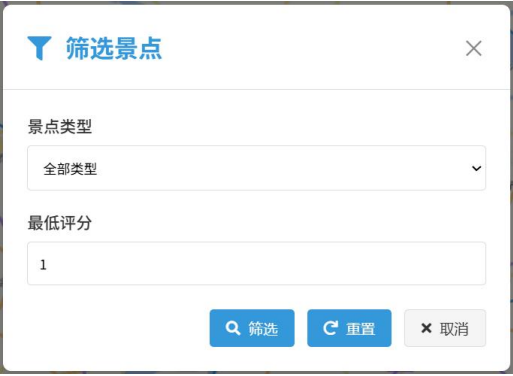 筛选景点
景点类型
全部类型
最低评分
1
筛选 重置 取消